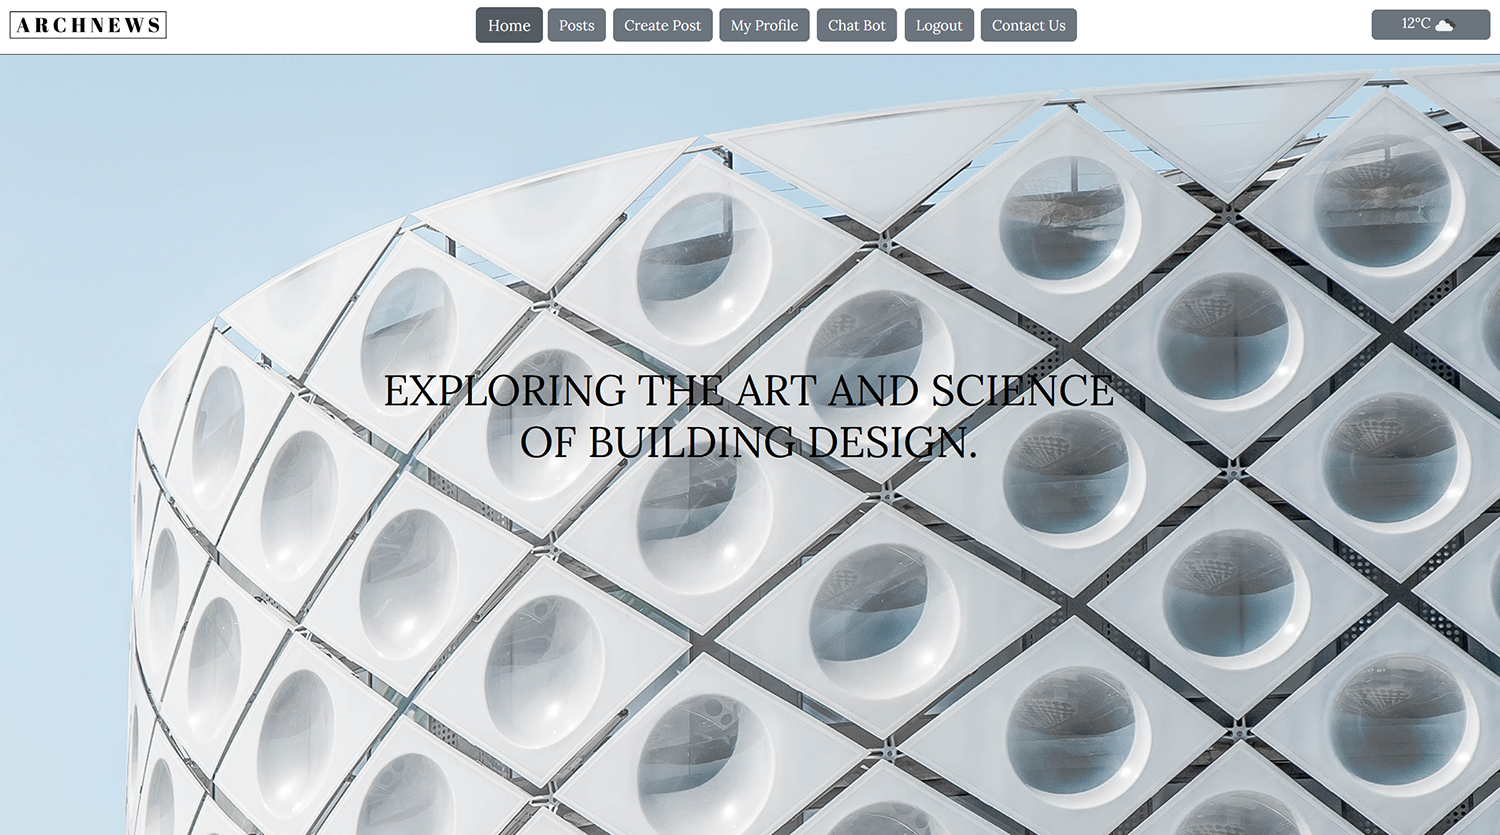 ARCHNEWS
Home
Posts
Create Post
My Profile
Chat Bot
Logout
Contact Us
12°C
EXPLORING THE ART AND SCIENCE
OF BUILDING DESIGN.